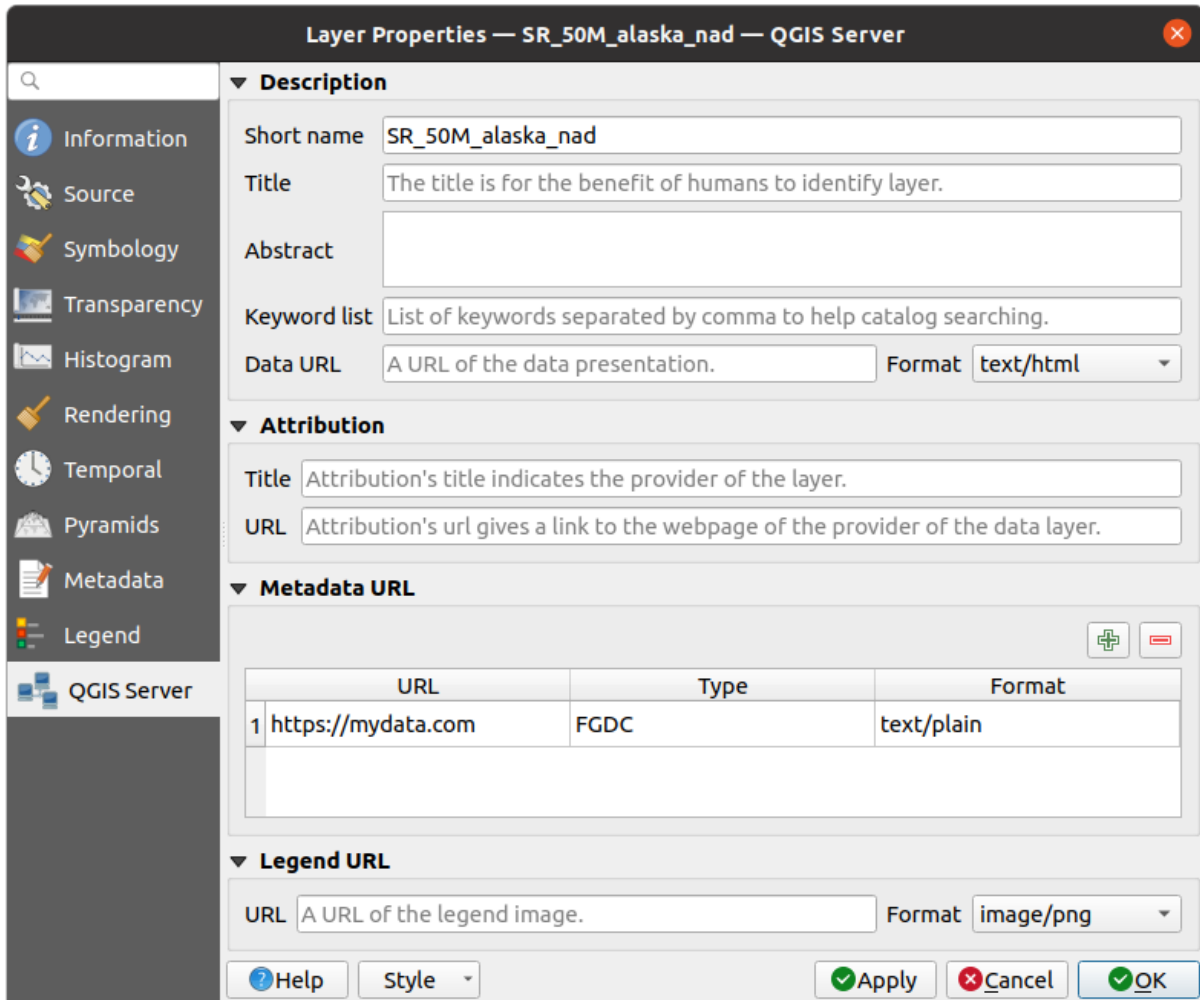 Layer Properties — SR_50M_alaska_nad — QGIS Server
Information
Source
Symbology
Transparency
Histogram
Rendering
Temporal
Pyramids
Metadata
Legend
QGIS Server
Description
Short name SR_50M_alaska_nad
Title The title is for the benefit of humans to identify layer.
Abstract
Keyword list List of keywords separated by comma to help catalog searching.
Data URL A URL of the data presentation. Format text/html
Attribution
Title Attribution's title indicates the provider of the layer.
URL Attribution's url gives a link to the webpage of the provider of the data layer.
Metadata URL
URL Type Format
1 https://mydata.com FGDC text/plain
Legend URL
URL A URL of the legend image. Format image/png
Help Style Apply Cancel OK